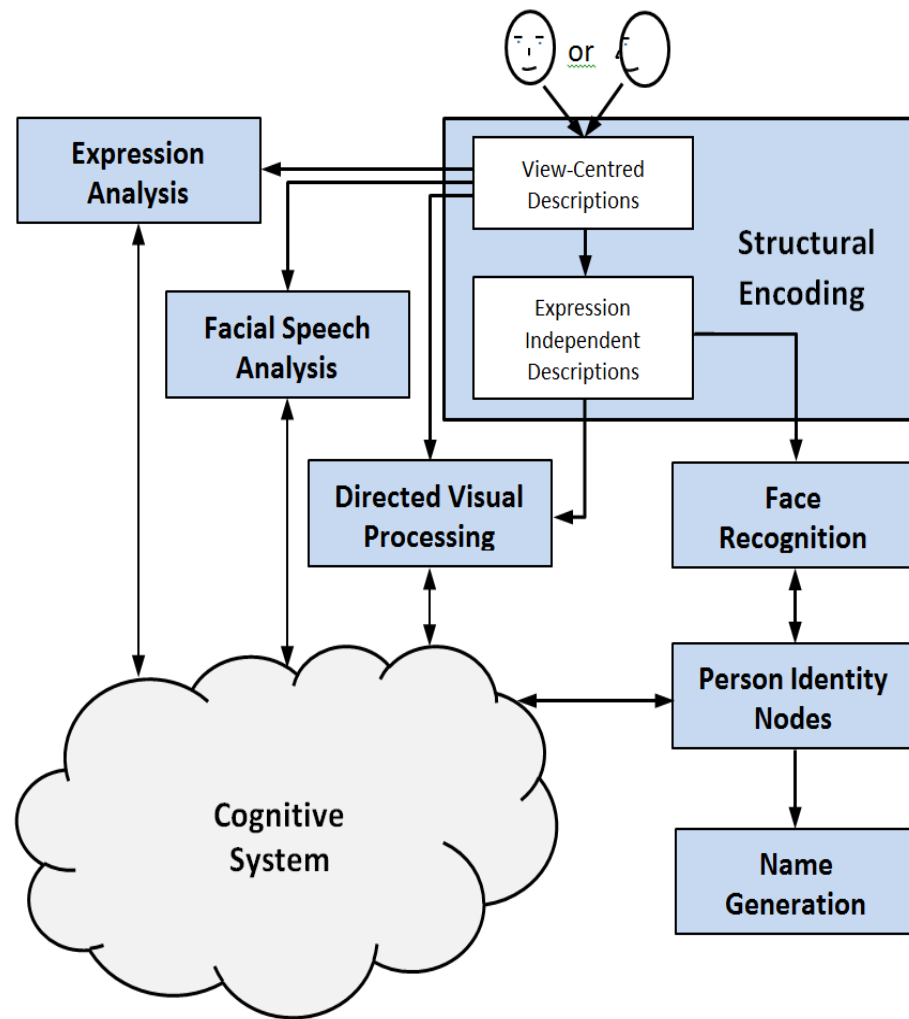 or
Expression
Analysis
View-Centred
Descriptions
Structural
Encoding
Expression
Independent
Descriptions
Facial Speech
Analysis
Directed Visual
Processing
Face
Recognition
Person Identity
Nodes
Cognitive
System
Name
Generation